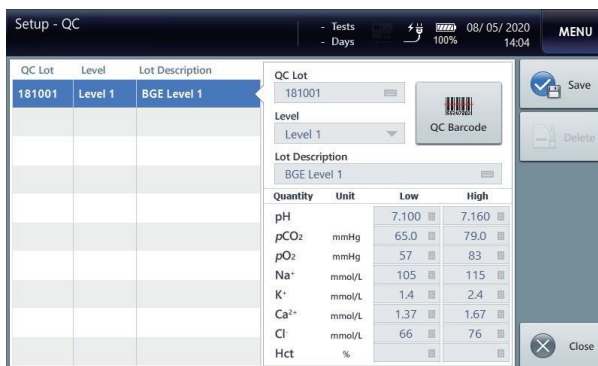 Setup - QC
- Tests
- Days
100%
08/ 05/ 2020
14:04
MENU
QC Lot Level Lot Description
181001 Level 1 BGE Level 1
QC Lot
181001
Level
Level 1
QC Barcode
Lot Description
BGE Level 1
Quantity Unit Low High
pH 7.100 7.160
pCO2 mmHg 65.0 79.0
pO2 mmHg 57 83
Na+ mmol/L 105 115
K+ mmol/L 1.4 2.4
Ca2+ mmol/L 1.37 1.67
Cl- mmol/L 66 76
Hct %
Save
Delete
Close